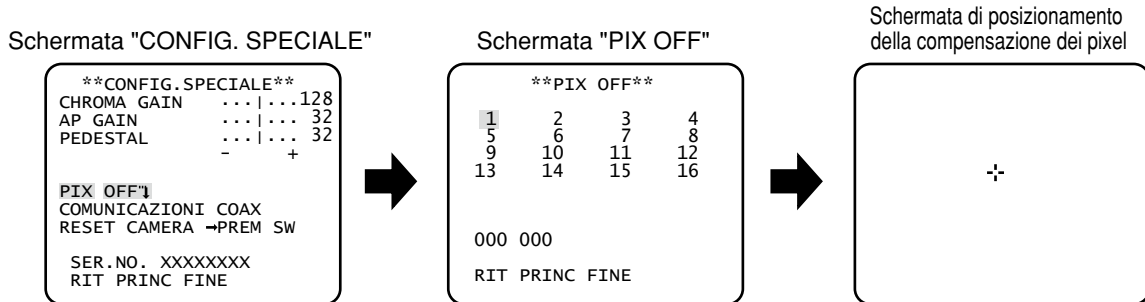 Schermata "CONFIG. SPECIALE"
**CONFIG.SPECIALE**
CHROMA GAIN ...|...128
AP GAIN ...|... 32
PEDESTAL ...|... 32
- +
PIX OFF↴
COMUNICAZIONI COAX
RESET CAMERA →PREM SW
SER.NO. XXXXXXXX
RIT PRINC FINE
Schermata "PIX OFF"
**PIX OFF**
1 2 3 4
5 6 7 8
9 10 11 12
13 14 15 16
000 000
RIT PRINC FINE
Schermata di posizionamento
della compensazione dei pixel